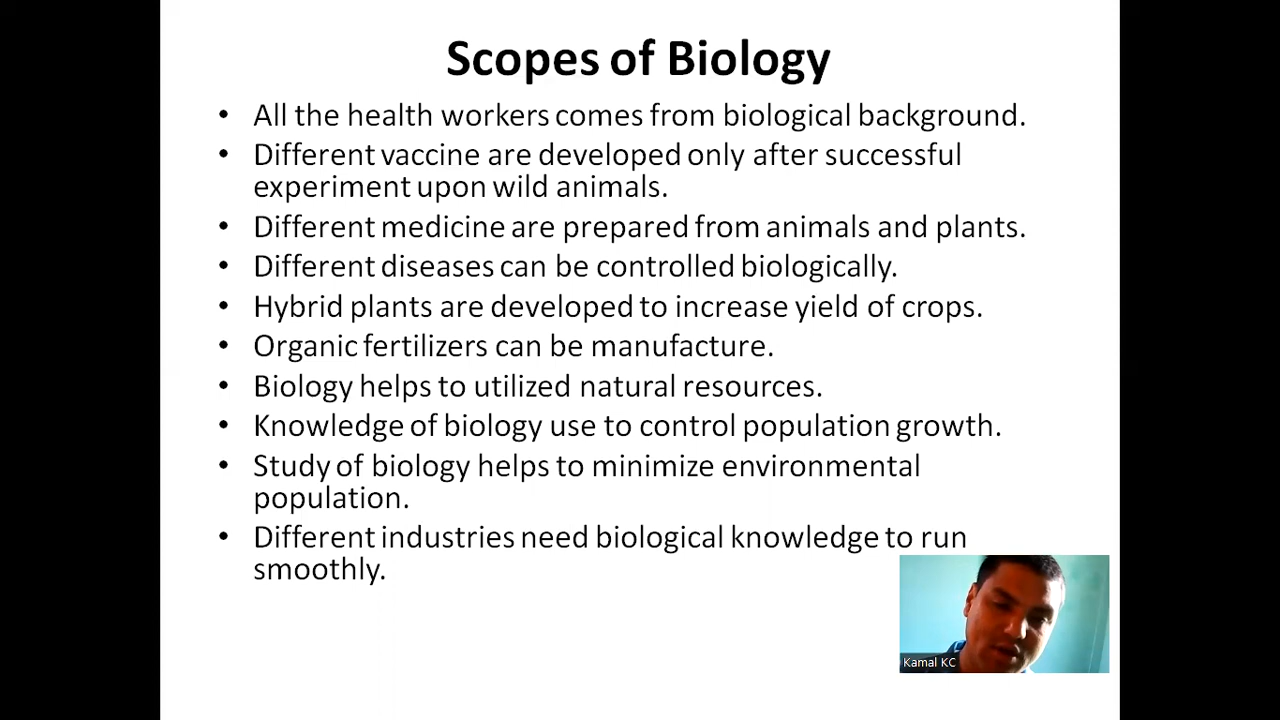 Scopes of Biology
• All the health workers comes from biological background.
• Different vaccine are developed only after successful
experiment upon wild animals.
• Different medicine are prepared from animals and plants.
• Different diseases can be controlled biologically.
• Hybrid plants are developed to increase yield of crops.
• Organic fertilizers can be manufacture.
• Biology helps to utilized natural resources.
• Knowledge of biology use to control population growth.
• Study of biology helps to minimize environmental
population.
• Different industries need biological knowledge to run
smoothly.
Kamal KC